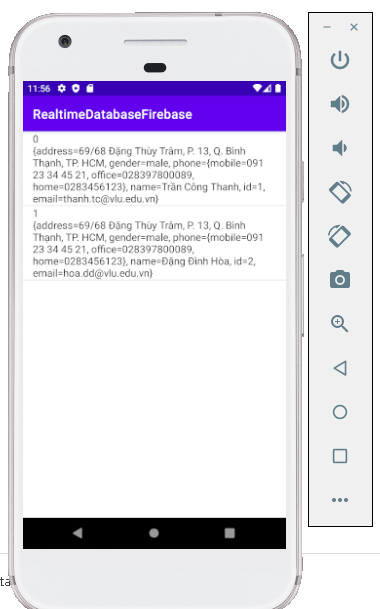 11:56
RealtimeDatabaseFirebase
0
{address=69/68 Đặng Thùy Trâm, P. 13, Q. Bình
Thạnh, TP. HCM, gender=male, phone={mobile=091
23 34 45 21, office=028397800089,
home=0283456123}, name=Trần Công Thanh, id=1,
email=thanh.tc@vlu.edu.vn}
1
{address=69/68 Đặng Thùy Trâm, P. 13, Q. Bình
Thạnh, TP. HCM, gender=male, phone={mobile=091
23 34 45 21, office=028397800089,
home=0283456123}, name=Đặng Đình Hòa, id=2,
email=hoa.dd@vlu.edu.vn}
ta